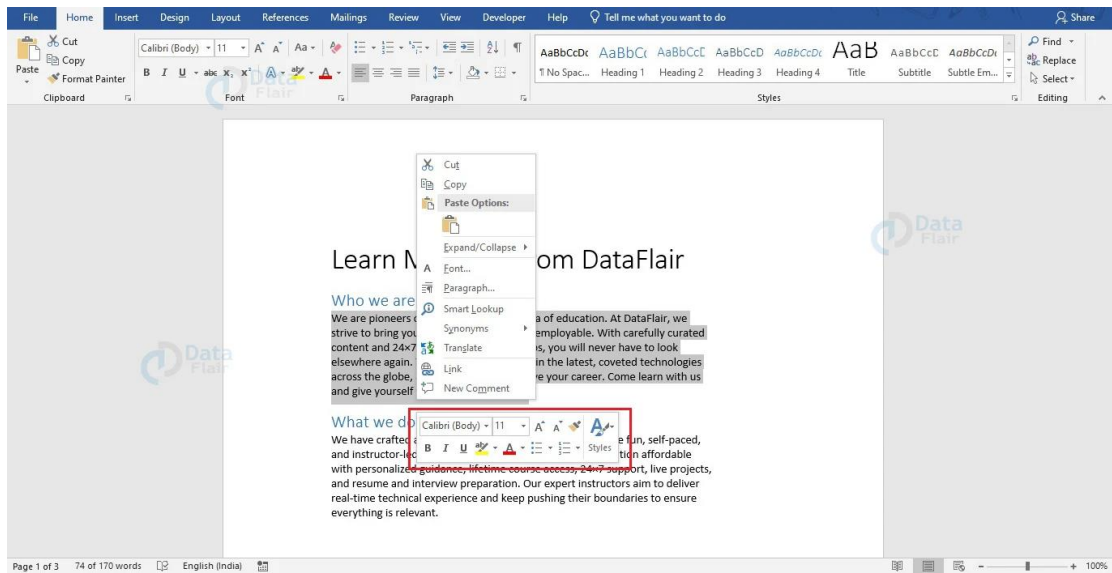 File Home Insert Design Layout References Mailings Review View Developer Help Tell me what you want to do Share
Cut
Copy
Format Painter
Paste
Clipboard
Calibri (Body) 11 A A Aa
B I U abc x₂ x² A ab A
Font
Paragraph
AaBbCcDc AaBbC AaBbCcE AaBbCcD AaBbCcDc AaB AaBbCcD AaBbCcDc
¶ No Spac... Heading 1 Heading 2 Heading 3 Heading 4 Title Subtitle Subtle Em...
Styles
Find
Replace
Select
Editing
Data
Flair
Cut
Copy
Paste Options:
Expand/Collapse
Font...
Paragraph...
Smart Lookup
Synonyms
Translate
Link
New Comment
Learn M om DataFlair
Who we are
We are pioneers a of education. At DataFlair, we
strive to bring you employable. With carefully curated
content and 24×7 s, you will never have to look
elsewhere again. in the latest, coveted technologies
across the globe, e your career. Come learn with us
and give yourself
Data
Flair
Data
Flair
What we do
Calibri (Body) 11 A A
B I U ab A Styles
We have crafted e fun, self-paced,
and instructor-led tion affordable
with personalized guidance, lifetime course access, 24×7 support, live projects,
and resume and interview preparation. Our expert instructors aim to deliver
real-time technical experience and keep pushing their boundaries to ensure
everything is relevant.
Page 1 of 3 74 of 170 words English (India) 100%